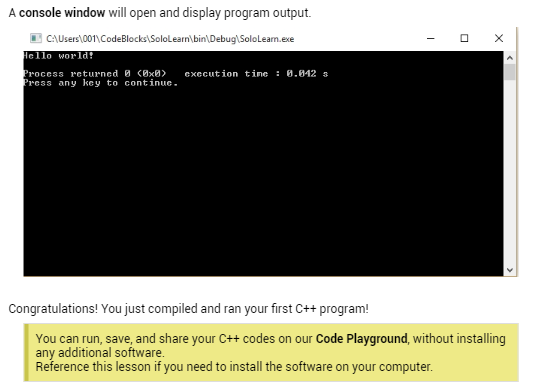 A console window will open and display program output.
C:\Users\001\CodeBlocks\SoloLearn\bin\Debug\SoloLearn.exe
Hello world!
Process returned 0 (0x0)   execution time : 0.042 s
Press any key to continue.
Congratulations! You just compiled and ran your first C++ program!
You can run, save, and share your C++ codes on our Code Playground, without installing
any additional software.
Reference this lesson if you need to install the software on your computer.